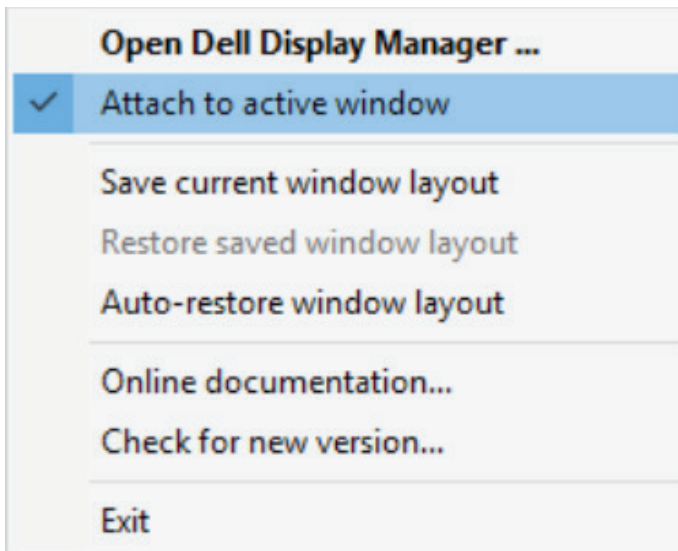 Open Dell Display Manager ...
Attach to active window
Save current window layout
Restore saved window layout
Auto-restore window layout
Online documentation...
Check for new version...
Exit